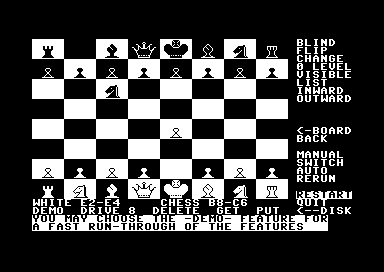 BLIND
FLIP
CHANGE
0 LEVEL
VISIBLE
LIST
INWARD
OUTWARD
<-BOARD
BACK
MANUAL
SWITCH
AUTO
RERUN
RESTART
WHITE E2-E4 CHESS B8-C6 QUIT
DEMO DRIVE 8 DELETE GET PUT <--DISK
YOU MAY CHOOSE THE -DEMO- FEATURE FOR
A FAST RUN-THROUGH OF THE FEATURES